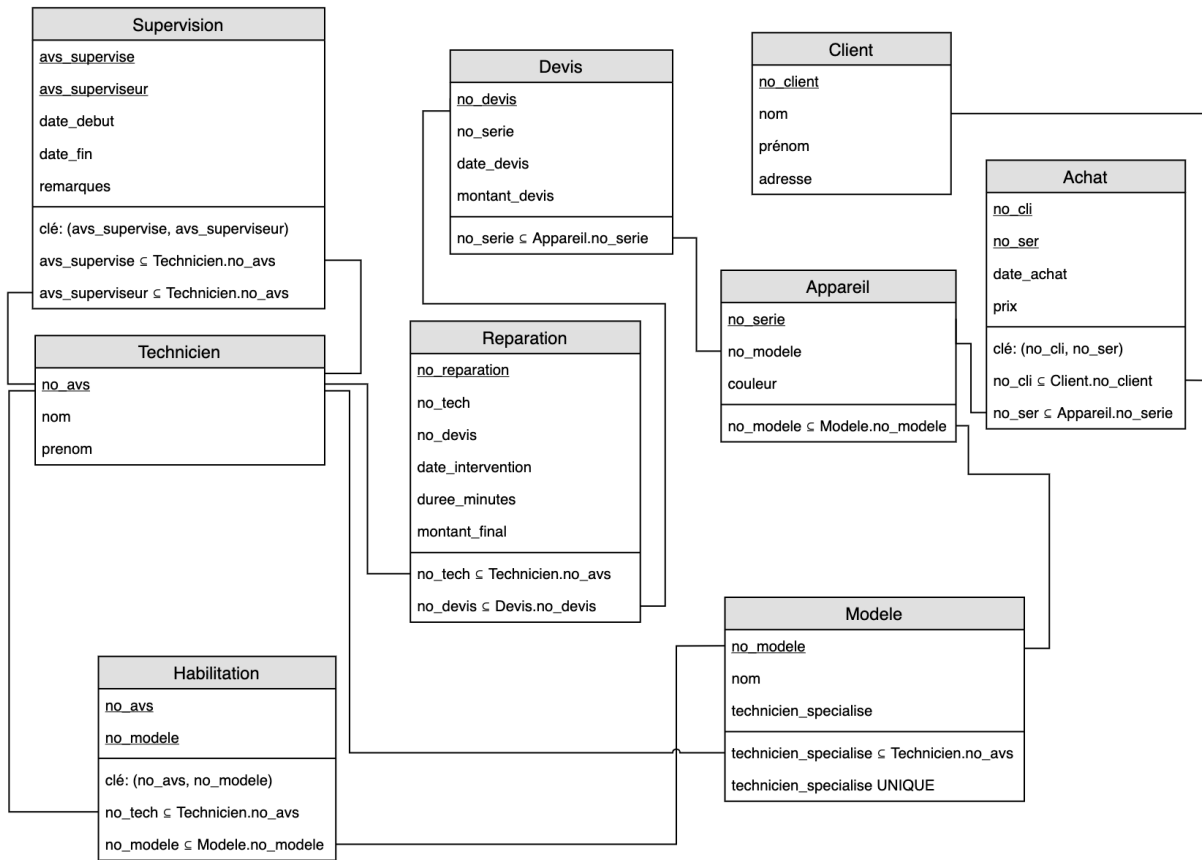 Supervision
avs_supervise
avs_superviseur
date_debut
date_fin
remarques
clé: (avs_supervise, avs_superviseur)
avs_supervise ⊆ Technicien.no_avs
avs_superviseur ⊆ Technicien.no_avs
Devis
no_devis
no_serie
date_devis
montant_devis
no_serie ⊆ Appareil.no_serie
Client
no_client
nom
prénom
adresse
Achat
no_cli
no_ser
date_achat
prix
clé: (no_cli, no_ser)
no_cli ⊆ Client.no_client
no_ser ⊆ Appareil.no_serie
Appareil
no_serie
no_modele
couleur
no_modele ⊆ Modele.no_modele
Technicien
no_avs
nom
prenom
Reparation
no_reparation
no_tech
no_devis
date_intervention
duree_minutes
montant_final
no_tech ⊆ Technicien.no_avs
no_devis ⊆ Devis.no_devis
Modele
no_modele
nom
technicien_specialise
technicien_specialise ⊆ Technicien.no_avs
technicien_specialise UNIQUE
Habilitation
no_avs
no_modele
clé: (no_avs, no_modele)
no_tech ⊆ Technicien.no_avs
no_modele ⊆ Modele.no_modele